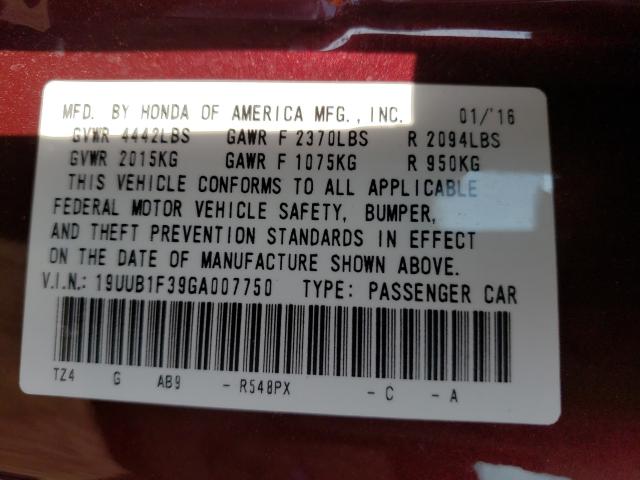 MFD. BY HONDA OF AMERICA MFG., INC. 01/'16
GVWR 4442LBS GAWR F 2370LBS R 2094LBS
GVWR 2015KG GAWR F 1075KG R 950KG
THIS VEHICLE CONFORMS TO ALL APPLICABLE
FEDERAL MOTOR VEHICLE SAFETY, BUMPER,
AND THEFT PREVENTION STANDARDS IN EFFECT
ON THE DATE OF MANUFACTURE SHOWN ABOVE.
V.I.N.: 19UUB1F39GA007750 TYPE: PASSENGER CAR
TZ4 G AB9 - R548PX - C - A